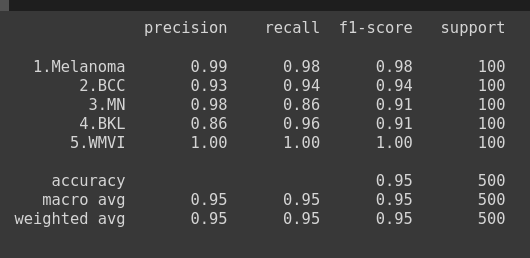 precision recall f1-score support
1.Melanoma 0.99 0.98 0.98 100
2.BCC 0.93 0.94 0.94 100
3.MN 0.98 0.86 0.91 100
4.BKL 0.86 0.96 0.91 100
5.WMVI 1.00 1.00 1.00 100
accuracy 0.95 500
macro avg 0.95 0.95 0.95 500
weighted avg 0.95 0.95 0.95 500